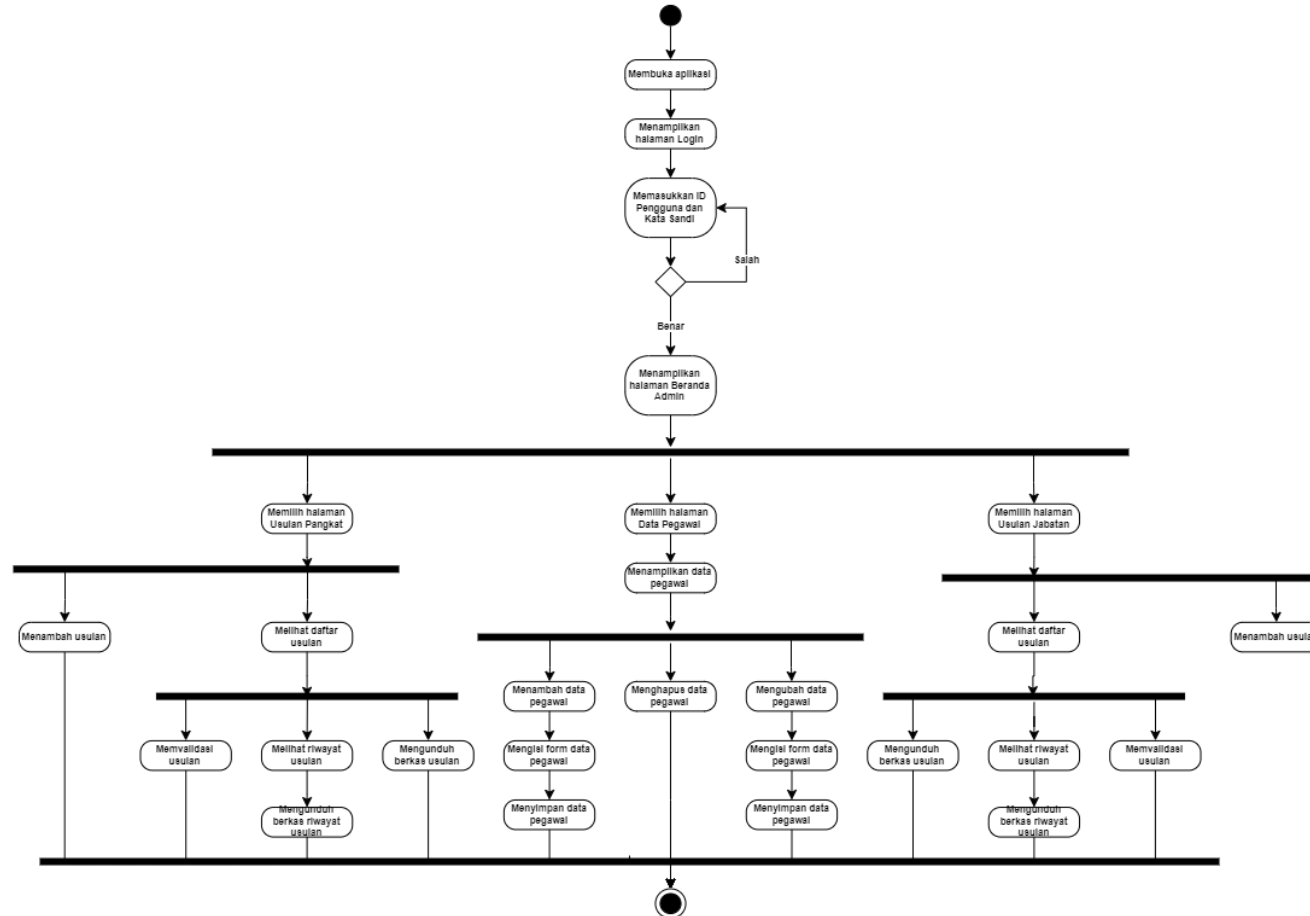 Membuka aplikasi
Menampilkan
halaman Login
Memasukkan ID
Pengguna dan
Kata Sandi
Salah
Benar
Menampilkan
halaman Beranda
Admin
Memilih halaman
Usulan Pangkat
Memilih halaman
Data Pegawai
Memilih halaman
Usulan Jabatan
Menampilkan data
pegawai
Menambah usulan
Melihat daftar
usulan
Melihat daftar
usulan
Menambah usula
Menambah data
pegawai
Menghapus data
pegawai
Mengubah data
pegawai
Memvalidasi
usulan
Melihat riwayat
usulan
Mengunduh
berkas usulan
Mengisi form data
pegawai
Mengisi form data
pegawai
Mengunduh
berkas usulan
Melihat riwayat
usulan
Memvalidasi
usulan
Mengunduh
berkas riwayat
usulan
Menyimpan data
pegawai
Menyimpan data
pegawai
Mengunduh
berkas riwayat
usulan